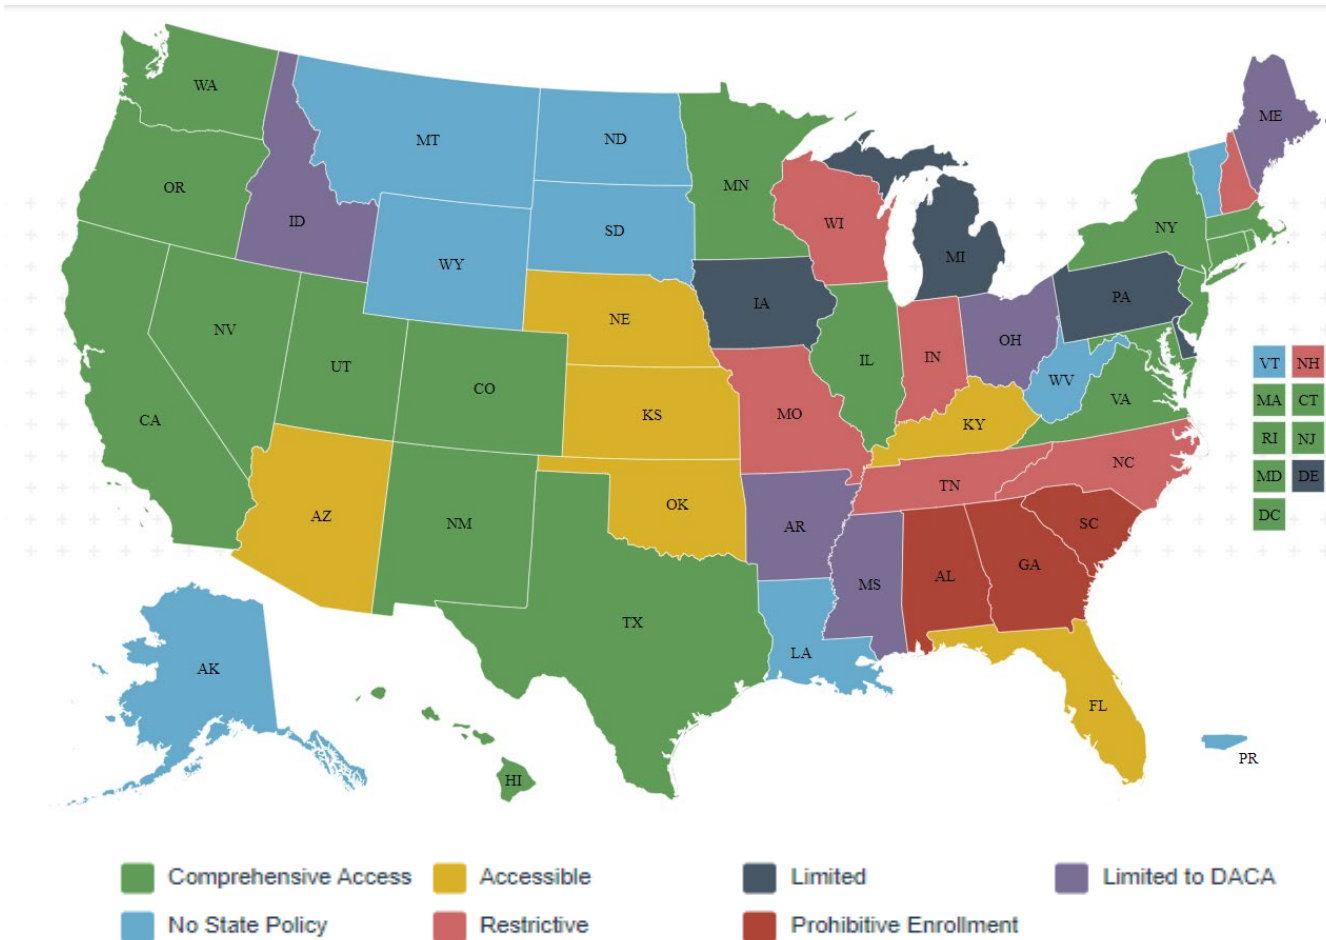 WA
MT
ND
ME
OR
MN
ID
SD
WI
NY
WY
MI
NE
IA
PA
NV
UT
CO
IL
IN
OH
WV
VT NH
CA
KS
MO
KY
VA
MA CT
RI NJ
AZ
NM
OK
TN
NC
MD DE
AR
SC
DC
MS
AL
GA
TX
AK
LA
FL
HI
PR
Comprehensive Access Accessible Limited Limited to DACA
No State Policy Restrictive Prohibitive Enrollment